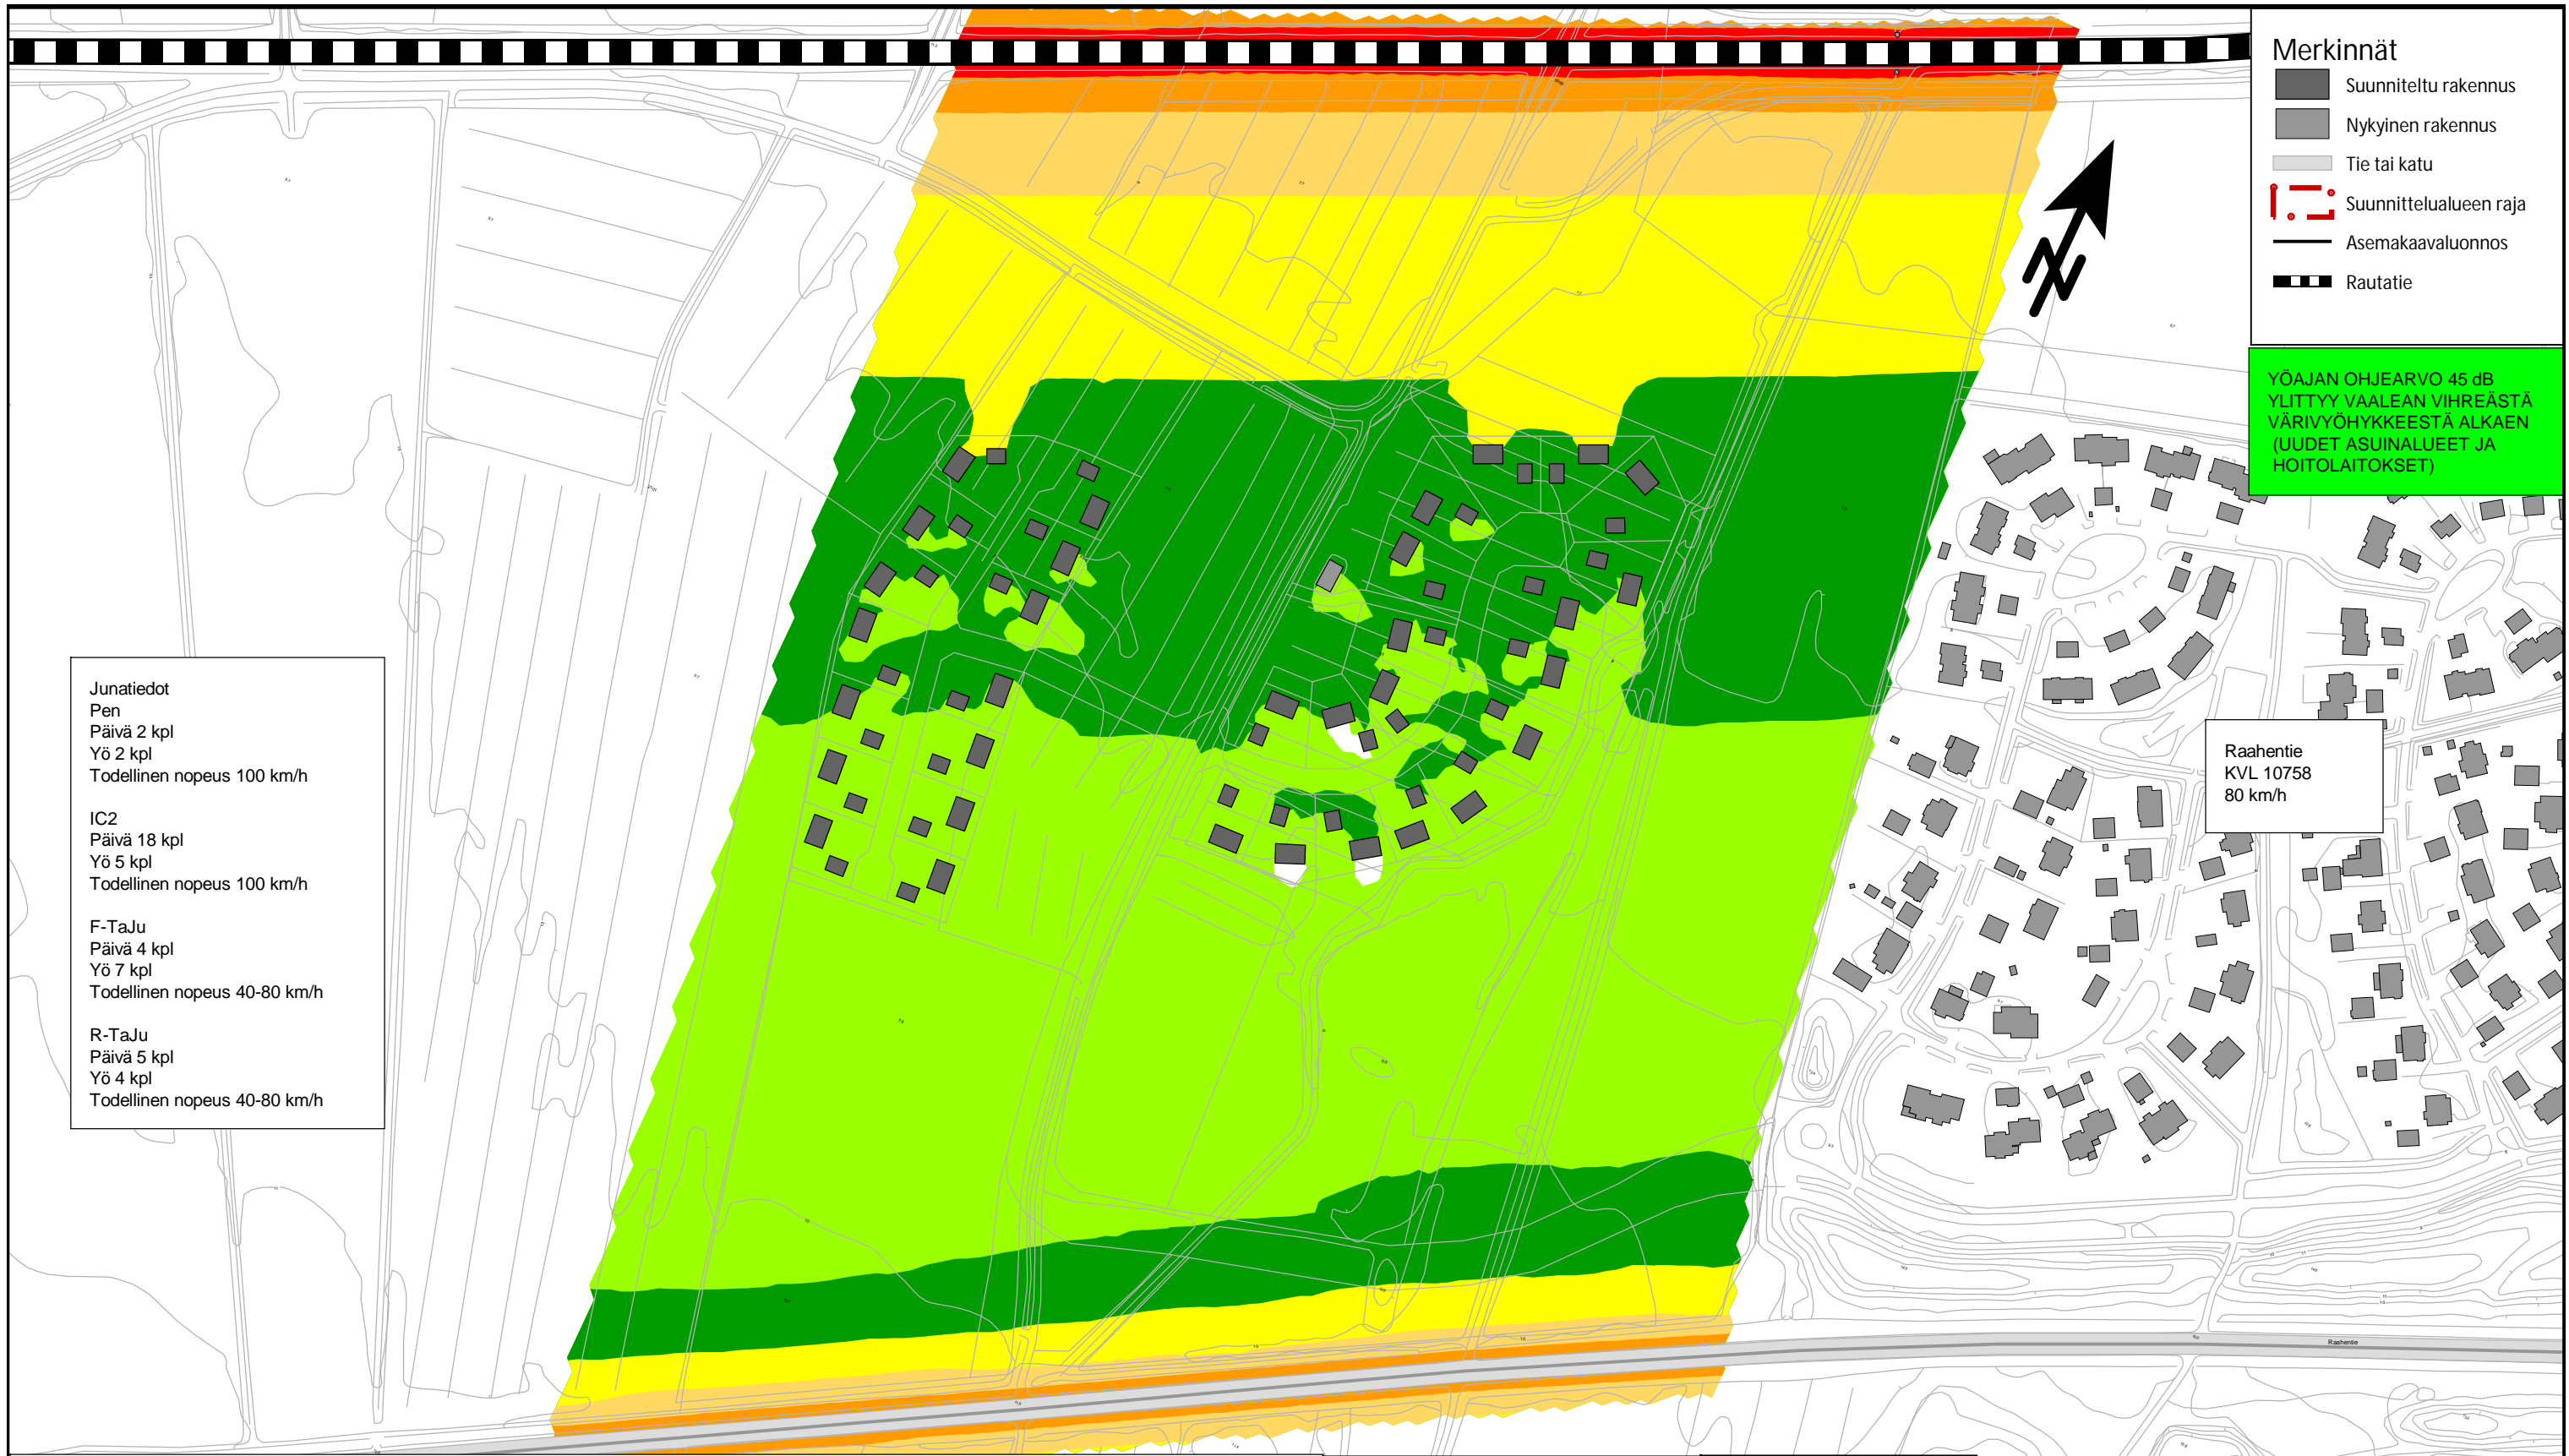 Merkinnät
Suunniteltu rakennus
Nykyinen rakennus
Tie tai katu
Suunnittelualueen raja
Asemakaavaluonnos
Rautatie
YÖAJAN OHJEARVO 45 dB
YLITTYY VAALEAN VIHREÄSTÄ
VÄRIVYÖHYKKEESTÄ ALKAEN
(UUDET ASUINALUEET JA
HOITOLAITOKSET)
Junatiedot
Pen
Päivä 2 kpl
Yö 2 kpl
Todellinen nopeus 100 km/h
IC2
Päivä 18 kpl
Yö 5 kpl
Todellinen nopeus 100 km/h
F-TaJu
Päivä 4 kpl
Yö 7 kpl
Todellinen nopeus 40-80 km/h
R-TaJu
Päivä 5 kpl
Yö 4 kpl
Todellinen nopeus 40-80 km/h
Raahentie
KVL 10758
80 km/h
Raahentie